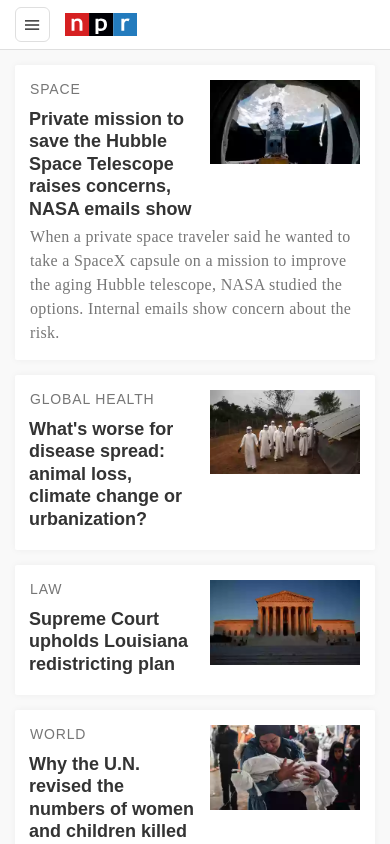 npr
SPACE
Private mission to
save the Hubble
Space Telescope
raises concerns,
NASA emails show
When a private space traveler said he wanted to
take a SpaceX capsule on a mission to improve
the aging Hubble telescope, NASA studied the
options. Internal emails show concern about the
risk.
GLOBAL HEALTH
What's worse for
disease spread:
animal loss,
climate change or
urbanization?
LAW
Supreme Court
upholds Louisiana
redistricting plan
WORLD
Why the U.N.
revised the
numbers of women
and children killed